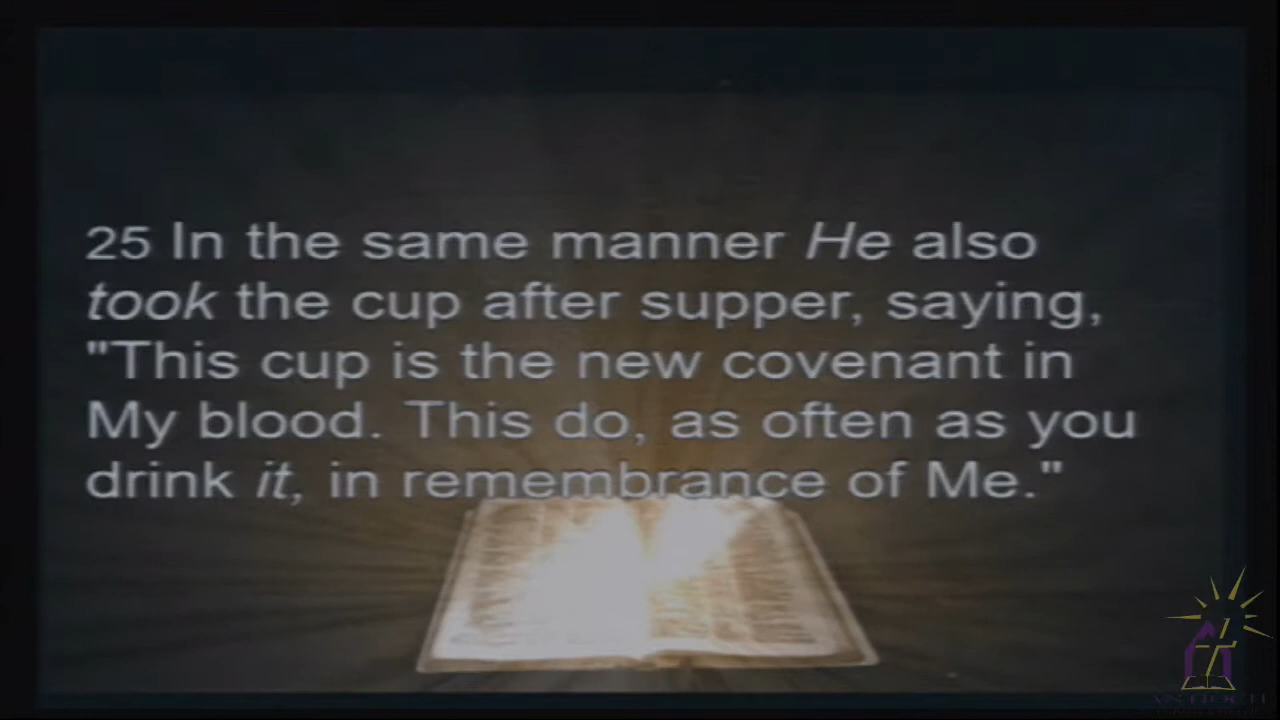 25 In the same manner He also
took the cup after supper, saying,
"This cup is the new covenant in
My blood. This do, as often as you
drink it, in remembrance of Me."